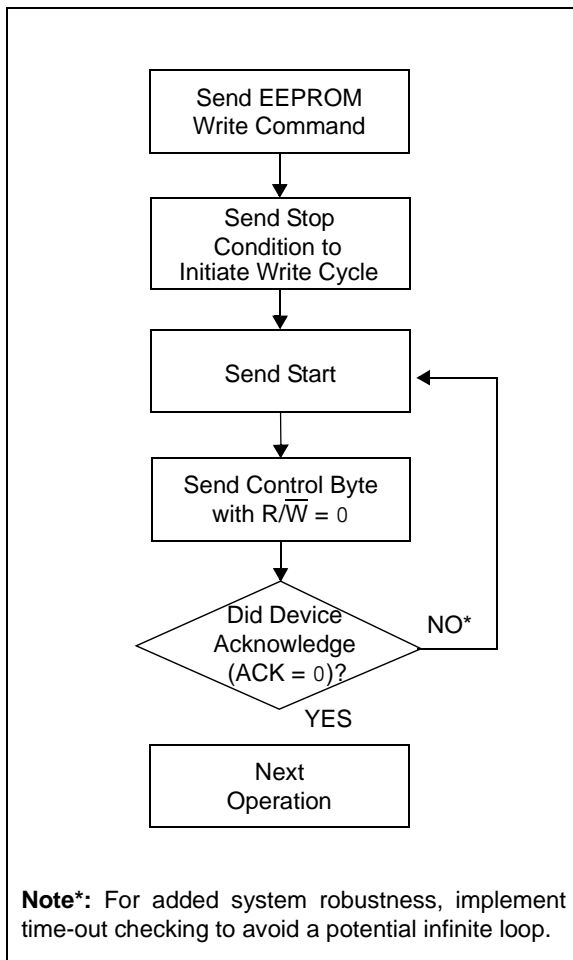 Send EEPROM
Write Command
Send Stop
Condition to
Initiate Write Cycle
Send Start
Send Control Byte
with R/W̅ = 0
Did Device
Acknowledge
(ACK = 0)?
NO*
YES
Next
Operation
Note*: For added system robustness, implement
time-out checking to avoid a potential infinite loop.